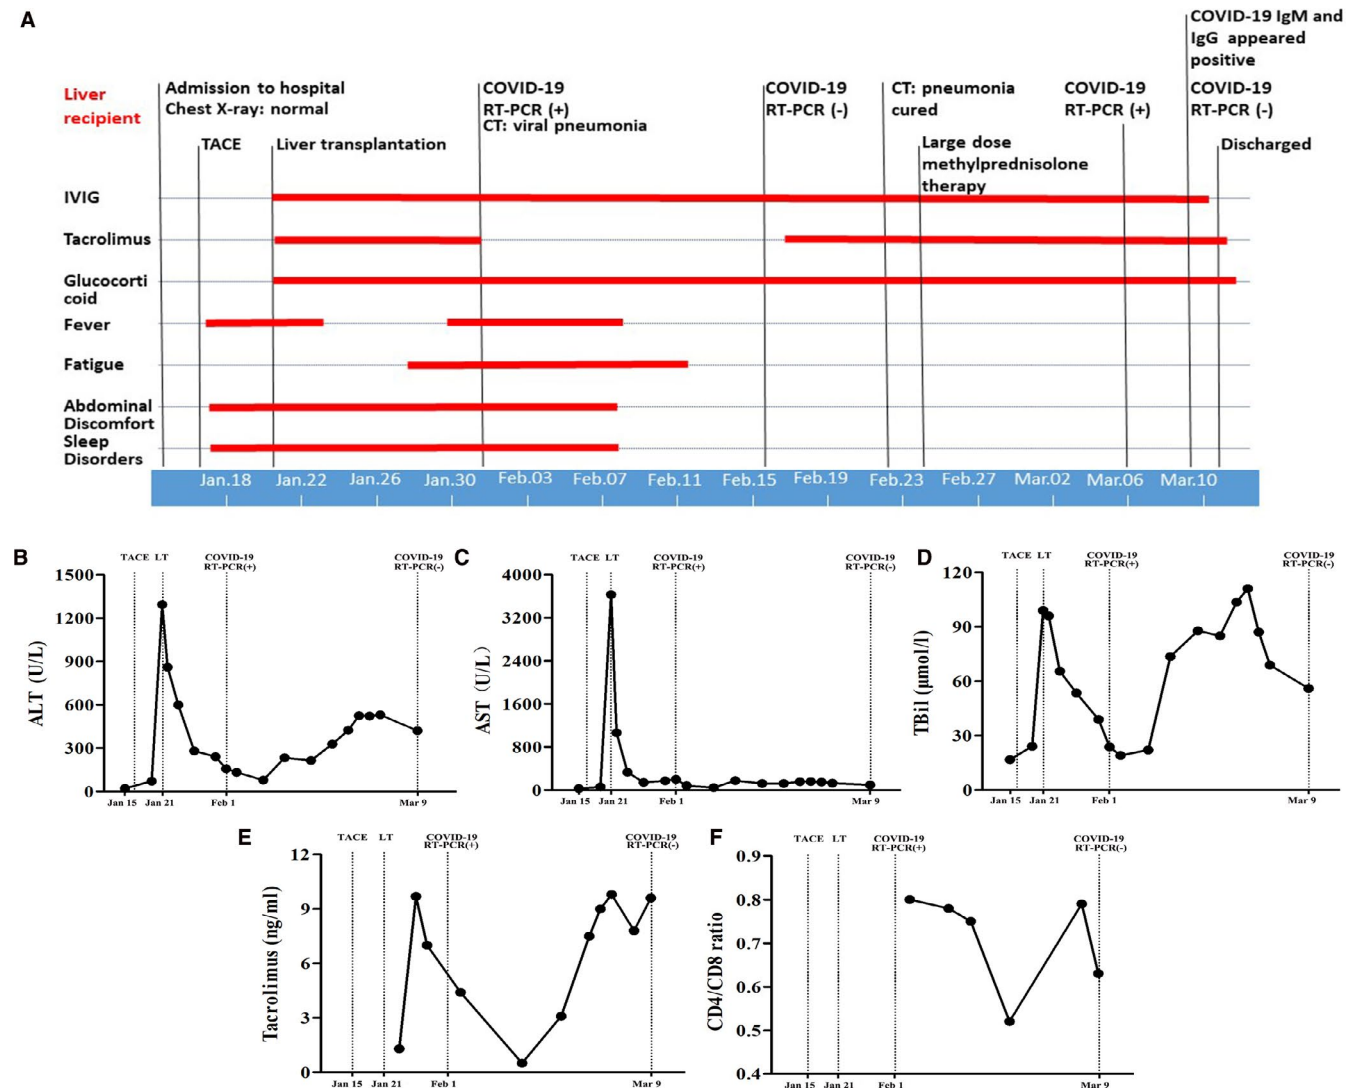 A
Liver
recipient
Admission to hospital
Chest X-ray: normal
TACE
Liver transplantation
COVID-19
RT-PCR (+)
CT: viral pneumonia
COVID-19
RT-PCR (-)
CT: pneumonia
cured
Large dose
methylprednisolone
therapy
COVID-19
RT-PCR (+)
COVID-19 IgM and
IgG appeared
positive
COVID-19
RT-PCR (-)
Discharged
IVIG
Tacrolimus
Glucocorti
coid
Fever
Fatigue
Abdominal
Discomfort
Sleep
Disorders
Jan.18 Jan.22 Jan.26 Jan.30 Feb.03 Feb.07 Feb.11 Feb.15 Feb.19 Feb.23 Feb.27 Mar.02 Mar.06 Mar.10
B
TACE LT
COVID-19
RT-PCR(+)
COVID-19
RT-PCR(-)
ALT (U/L)
1500
1200
900
600
300
0
Jan 15 Jan 21 Feb 1 Mar 9
C
TACE LT
COVID-19
RT-PCR(+)
COVID-19
RT-PCR(-)
AST (U/L)
4000
3200
2400
1600
800
0
Jan 15 Jan 21 Feb 1 Mar 9
D
TACE LT
COVID-19
RT-PCR(+)
COVID-19
RT-PCR(-)
TBil (μmol/l)
120
90
60
30
0
Jan 15 Jan 21 Feb 1 Mar 9
E
TACE LT
COVID-19
RT-PCR(+)
COVID-19
RT-PCR(-)
Tacrolimus (ng/ml)
12
9
6
3
0
Jan 15 Jan 21 Feb 1 Mar 9
F
TACE LT
COVID-19
RT-PCR(+)
COVID-19
RT-PCR(-)
CD4/CD8 ratio
0.9
0.8
0.7
0.6
0.5
0.4
Jan 15 Jan 21 Feb 1 Mar 9